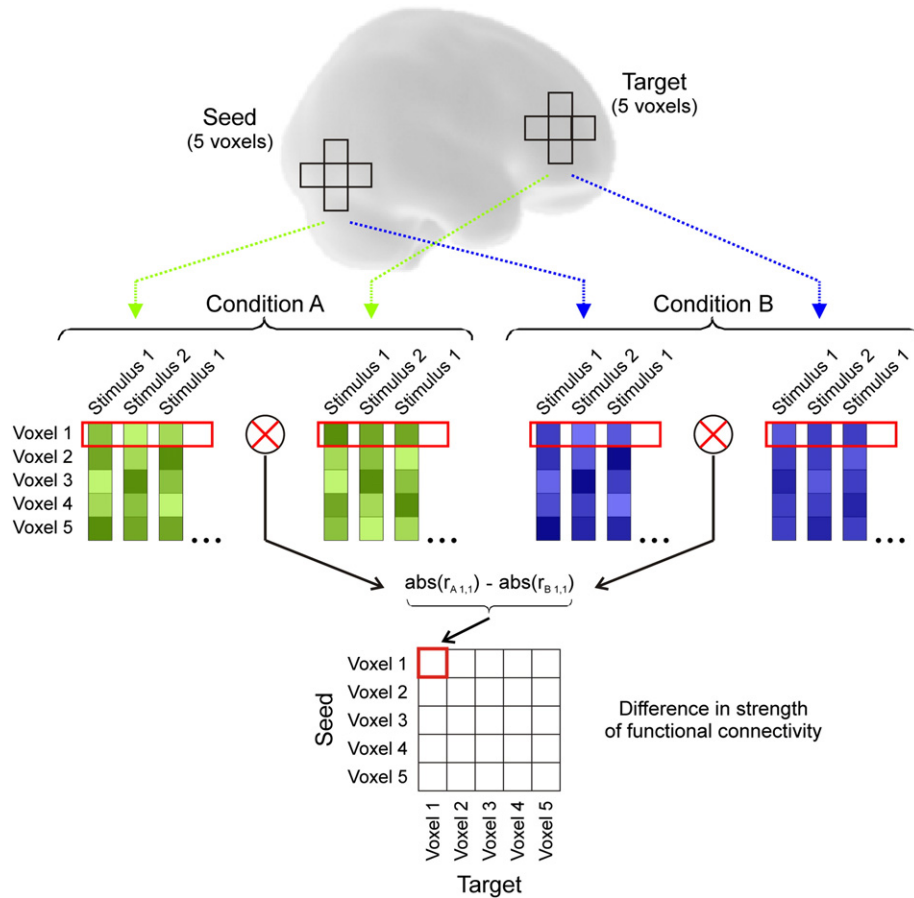 Target
(5 voxels)
Seed
(5 voxels)
Condition A
Condition B
Stimulus 1
Stimulus 2
Stimulus 1
Stimulus 1
Stimulus 2
Stimulus 1
Stimulus 1
Stimulus 2
Stimulus 1
Stimulus 1
Stimulus 2
Stimulus 1
Voxel 1
Voxel 2
Voxel 3
Voxel 4
Voxel 5
...
...
...
...
abs(r_A 1,1) - abs(r_B 1,1)
Seed
Voxel 1
Voxel 2
Voxel 3
Voxel 4
Voxel 5
Difference in strength
of functional connectivity
Voxel 1
Voxel 2
Voxel 3
Voxel 4
Voxel 5
Target